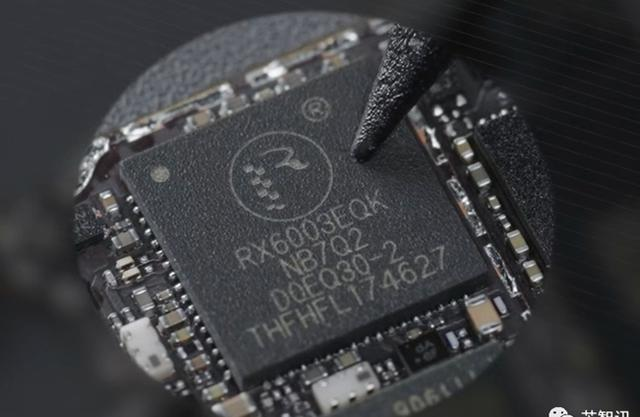 ®
RX6003EQK
NB7Q2
DQEQ30-2
THFHFL174627